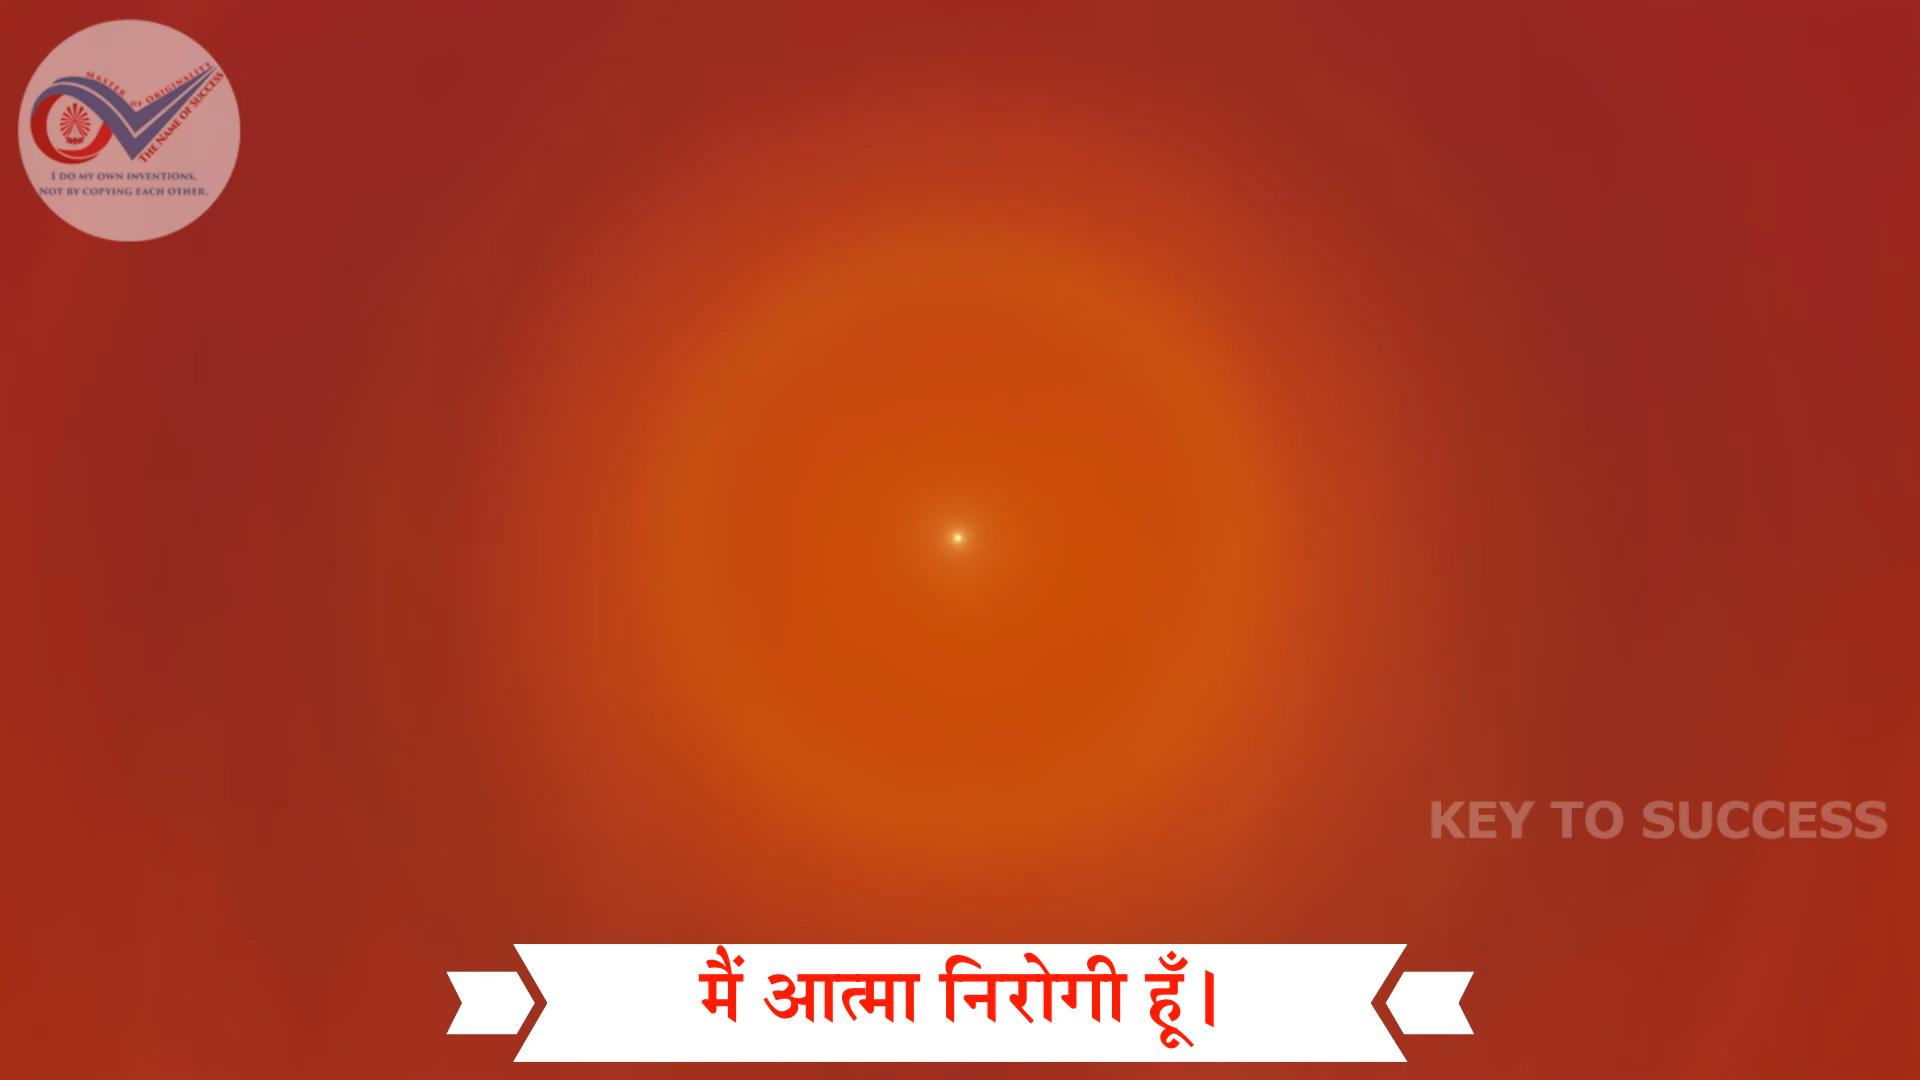 MASTER OF ORIGINALITY
THE NAME OF SUCCESS
I DO MY OWN INVENTIONS,
NOT BY COPYING EACH OTHER.
KEY TO SUCCESS
मैं आत्मा निरोगी हूँ।